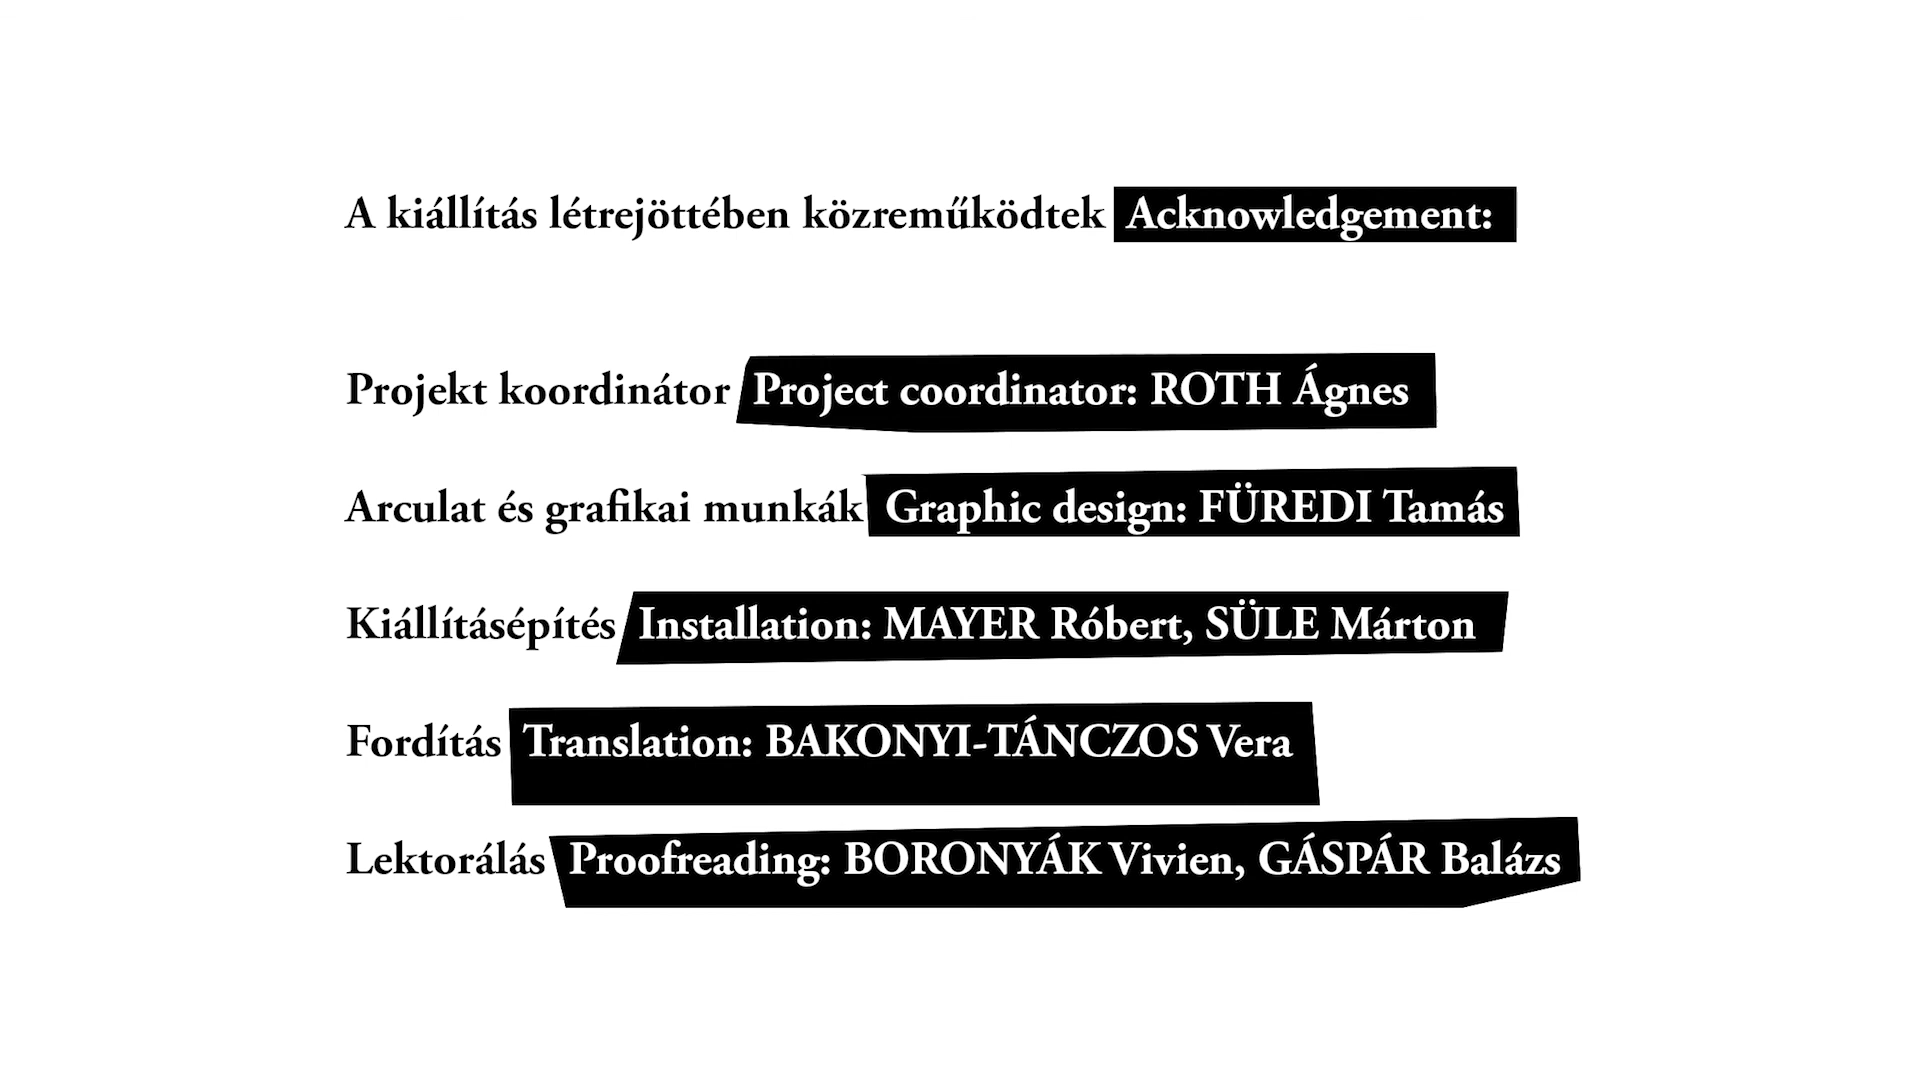 A kiállítás létrejöttében közreműködtek Acknowledgement:
Projekt koordinátor Project coordinator: ROTH Ágnes
Arculat és grafikai munkák Graphic design: FÜREDI Tamás
Kiállításépítés Installation: MAYER Róbert, SÜLE Márton
Fordítás Translation: BAKONYI-TÁNCZOS Vera
Lektorálás Proofreading: BORONYÁK Vivien, GÁSPÁR Balázs